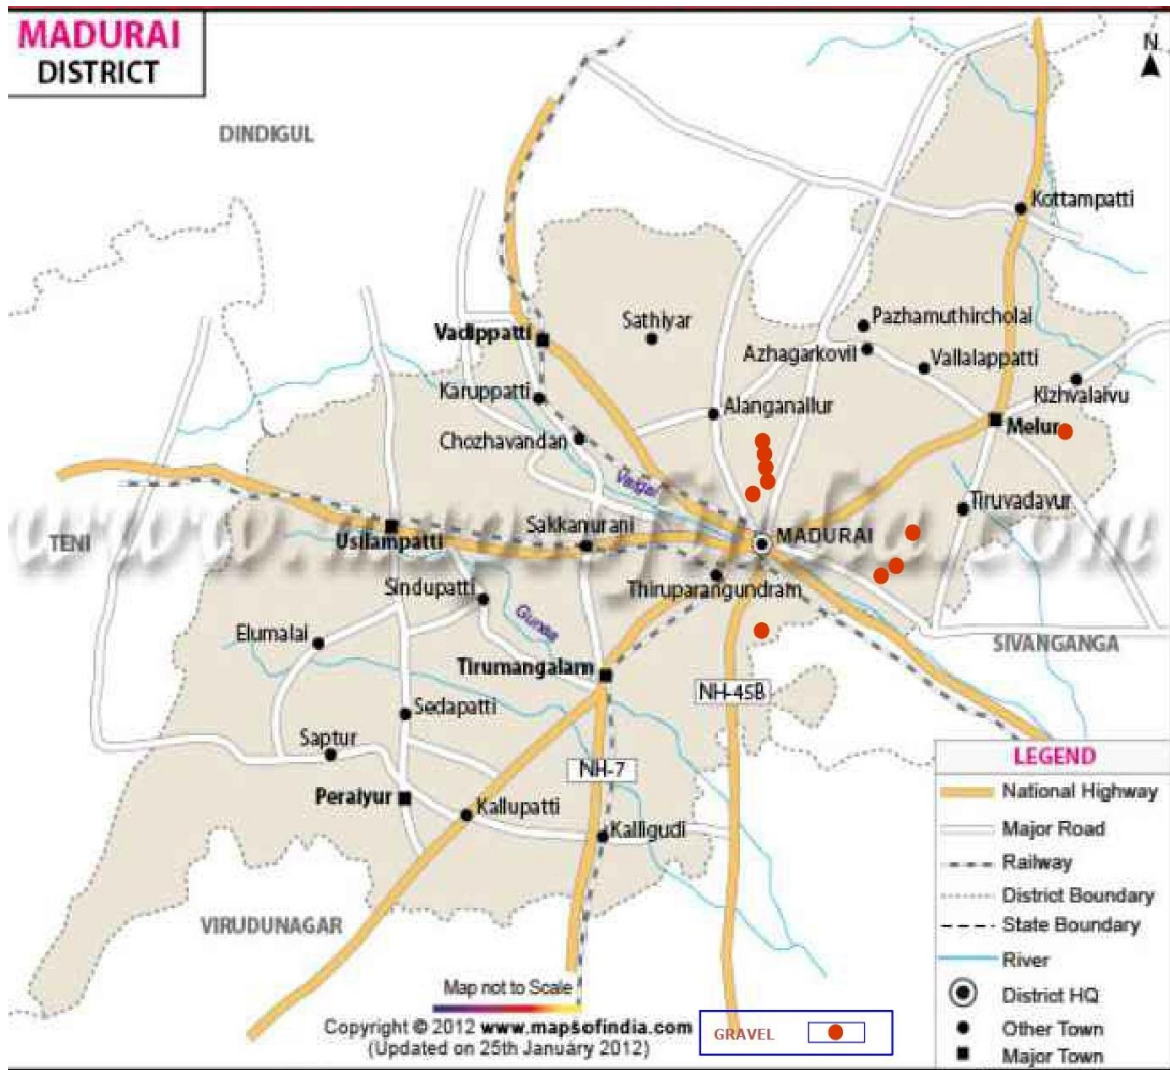 MADURAI
DISTRICT
N
DINDIGUL
Kottampatti
Pazhamuthircholai
Sathiyar
Vadippatti
Azhagarkovil
Vallalappatti
Karuppatti
Kizhvalaivu
Alanganallur
Melur
Chozhavandan
Vaigai
Tiruvadavur
Sakkanurani
MADURAI
TENI
Usilampatti
Sindupatti
Thiruparangundram
Gundar
Elumalai
SIVANGANGA
Tirumangalam
NH-45B
Sedapatti
Saptur
NH-7
Peraiyur
Kallupatti
Kalligudi
VIRUDUNAGAR
LEGEND
National Highway
Major Road
Railway
District Boundary
State Boundary
River
District HQ
Other Town
Major Town
Map not to Scale
Copyright © 2012 www.mapsofindia.com
(Updated on 25th January 2012)
GRAVEL
www.mapsofindia.com